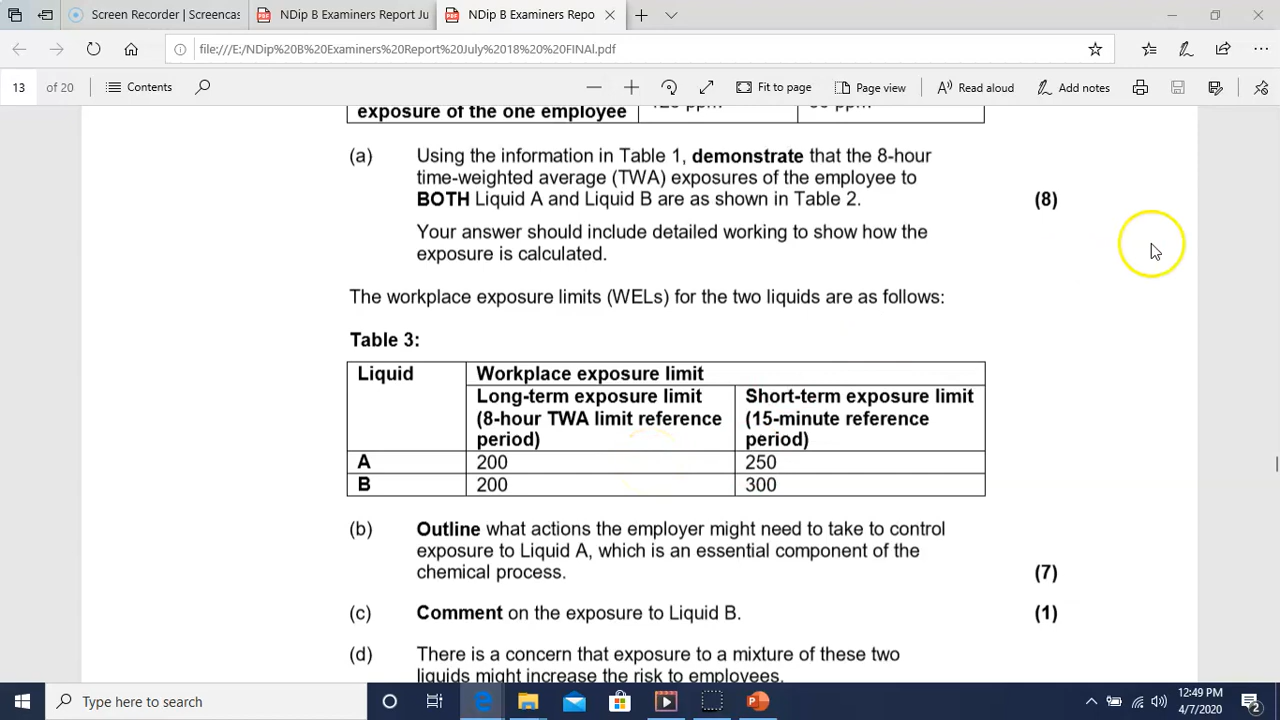 Screen Recorder | Screencas
NDip B Examiners Report Ju
NDip B Examiners Repo
file:///E:/NDip%20B%20Examiners%20Report%20July%202018%20%20FINAl.pdf
13 of 20
Contents
Fit to page
Page view
Read aloud
Add notes
exposure of the one employee
(a) Using the information in Table 1, demonstrate that the 8-hour
time-weighted average (TWA) exposures of the employee to
BOTH Liquid A and Liquid B are as shown in Table 2. (8)
Your answer should include detailed working to show how the
exposure is calculated.
The workplace exposure limits (WELs) for the two liquids are as follows:
Table 3:
Liquid Workplace exposure limit
Long-term exposure limit Short-term exposure limit
(8-hour TWA limit reference (15-minute reference
period) period)
A 200 250
B 200 300
(b) Outline what actions the employer might need to take to control
exposure to Liquid A, which is an essential component of the
chemical process. (7)
(c) Comment on the exposure to Liquid B. (1)
(d) There is a concern that exposure to a mixture of these two
liquids might increase the risk to employees.
Type here to search
12:49 PM
4/7/2020
2